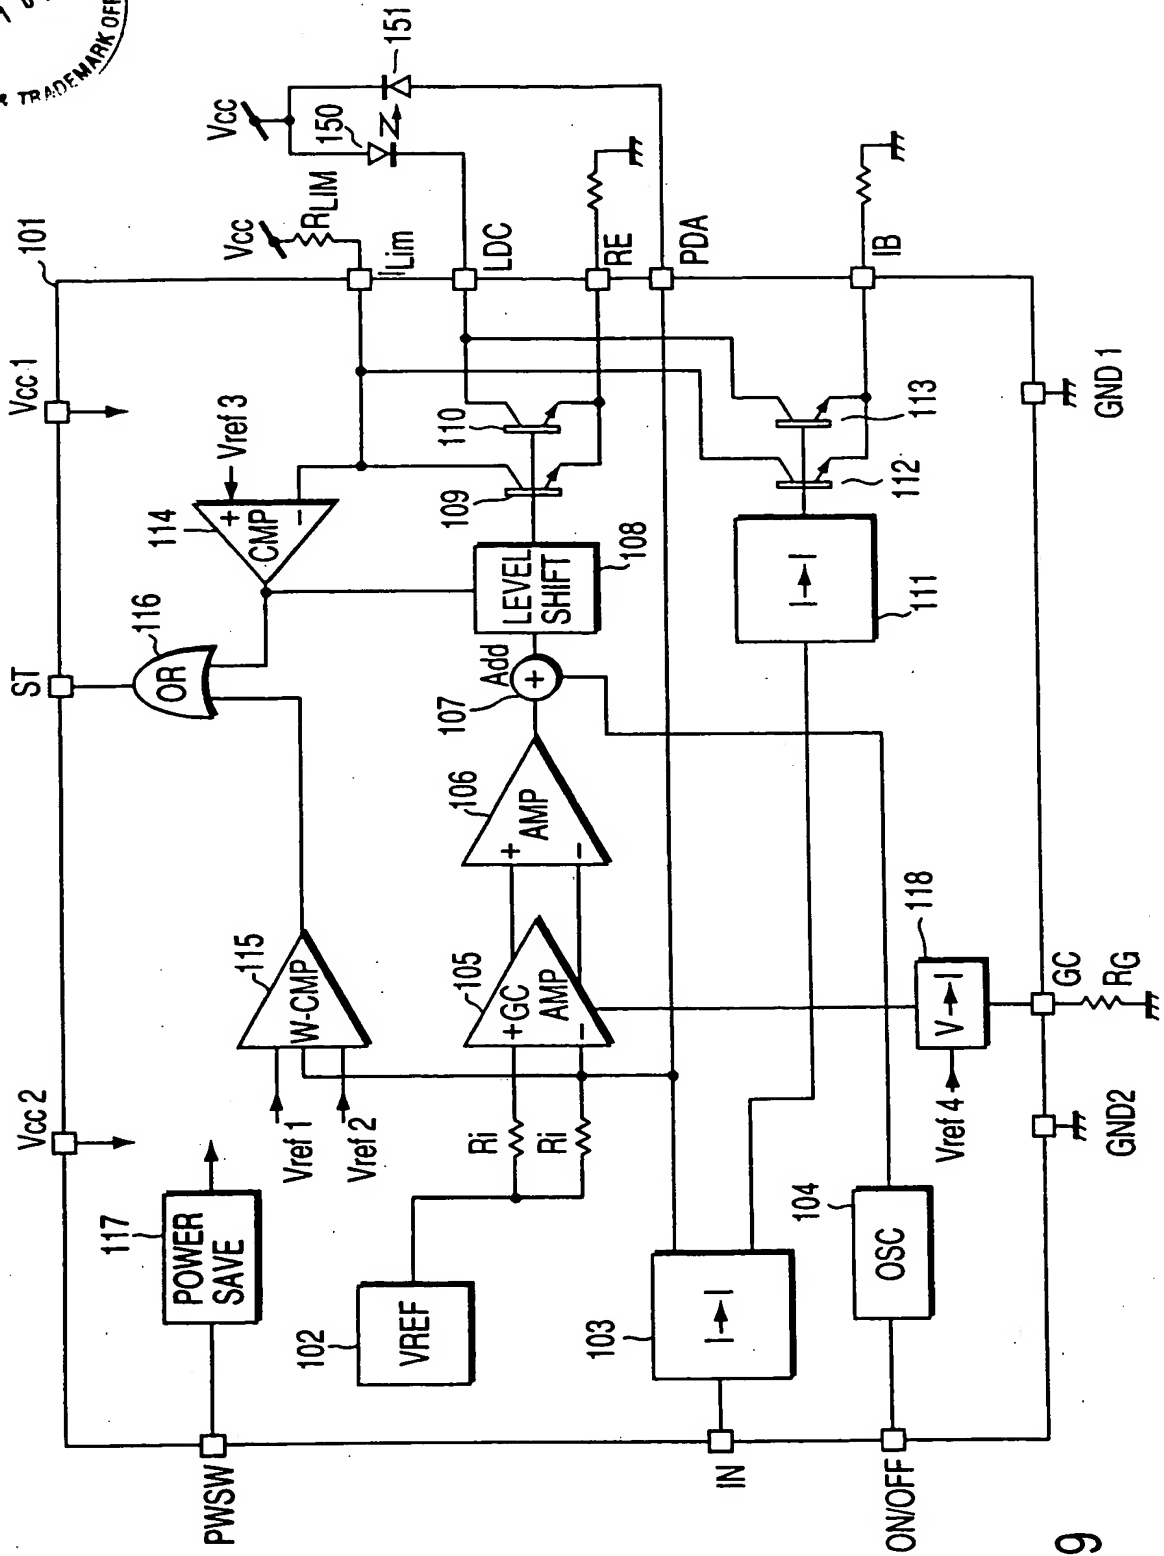 TRADEMARK OFF
101
Vcc 1
Vcc 2
ST
Vcc
151
150
Vcc
RLIM
ILim
LDC
RE
PDA
IB
GND 1
GND2
GC
RG
PWSW
IN
ON/OFF
117
POWER
SAVE
Vref 1
Vref 2
115
W-CMP
116
OR
114
+
CMP
−
Vref 3
102
VREF
Ri
Ri
105
+GC
AMP
−
106
+
AMP
−
107
Add
+
LEVEL
SHIFT
108
109
110
103
I→I
111
I→I
112
113
104
OSC
118
V→I
Vref 4
9